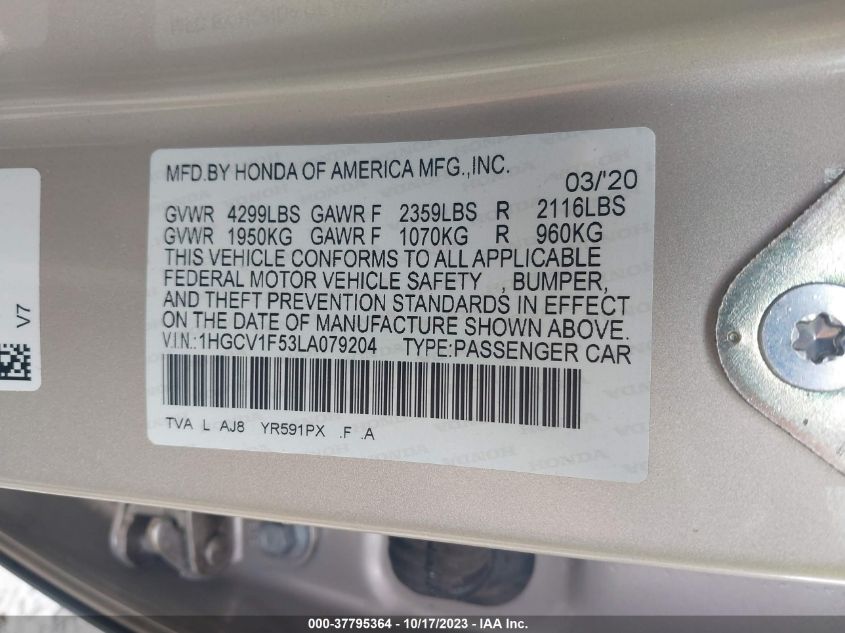 MFD.BY HONDA OF AMERICA MFG.,INC.
03/'20
GVWR 4299LBS GAWR F 2359LBS R 2116LBS
GVWR 1950KG GAWR F 1070KG R 960KG
THIS VEHICLE CONFORMS TO ALL APPLICABLE
FEDERAL MOTOR VEHICLE SAFETY , BUMPER,
AND THEFT PREVENTION STANDARDS IN EFFECT
ON THE DATE OF MANUFACTURE SHOWN ABOVE.
V.I.N.:1HGCV1F53LA079204 TYPE:PASSENGER CAR
TVA L AJ8 YR591PX .F .A
V7
000-37795364 - 10/17/2023 - IAA Inc.